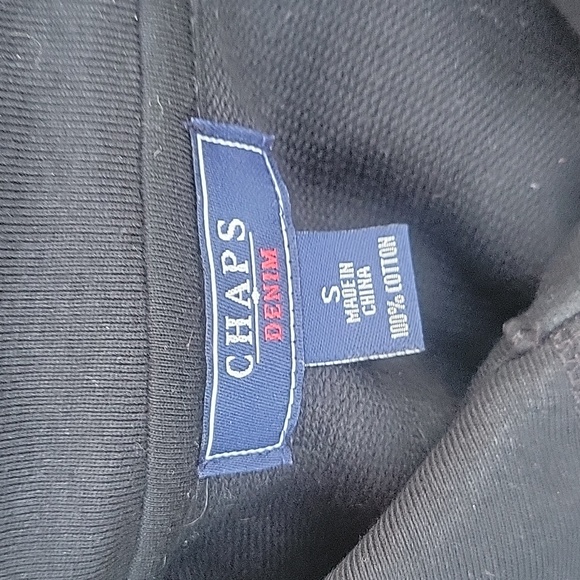 CHAPS
DENIM
S
MADE IN
CHINA
100% COTTON